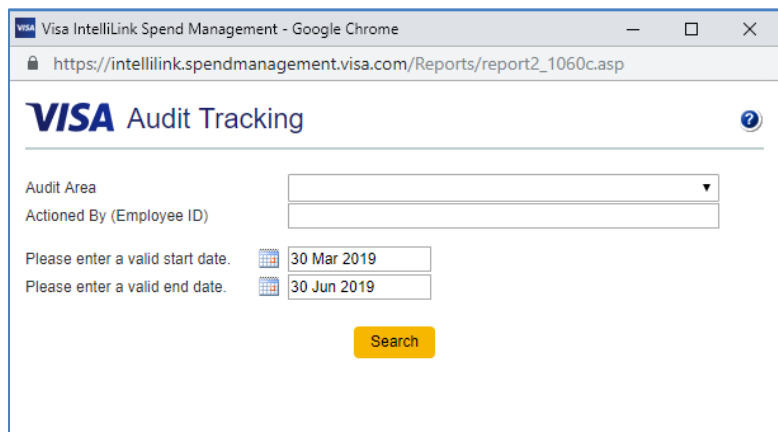 VISA Visa IntelliLink Spend Management - Google Chrome
https://intellilink.spendmanagement.visa.com/Reports/report2_1060c.asp
VISA Audit Tracking ?
Audit Area
Actioned By (Employee ID)
Please enter a valid start date. 30 Mar 2019
Please enter a valid end date. 30 Jun 2019
Search